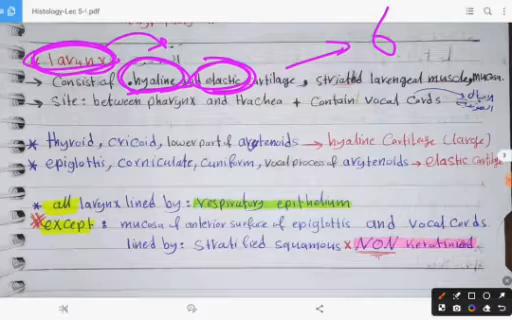 Histology-Lec 5-1.pdf
6
* larynx
→ Consist of hyaline and elastic cartilage, striated larengeal muscle, mucosa.
→ Site: between pharynx and trachea + Contain vocal cords
* thyroid, cricoid, lower part of arytenoids → hyaline Cartilage (large)
* epiglottis, corniculate, cuniform, vocal process of arytenoids → elastic cartilage
* all larynx lined by: respiratory epithelium
* except: mucosa of anterior surface of epiglottis and vocal cords
lined by: stratified squamous x NON keratinized.